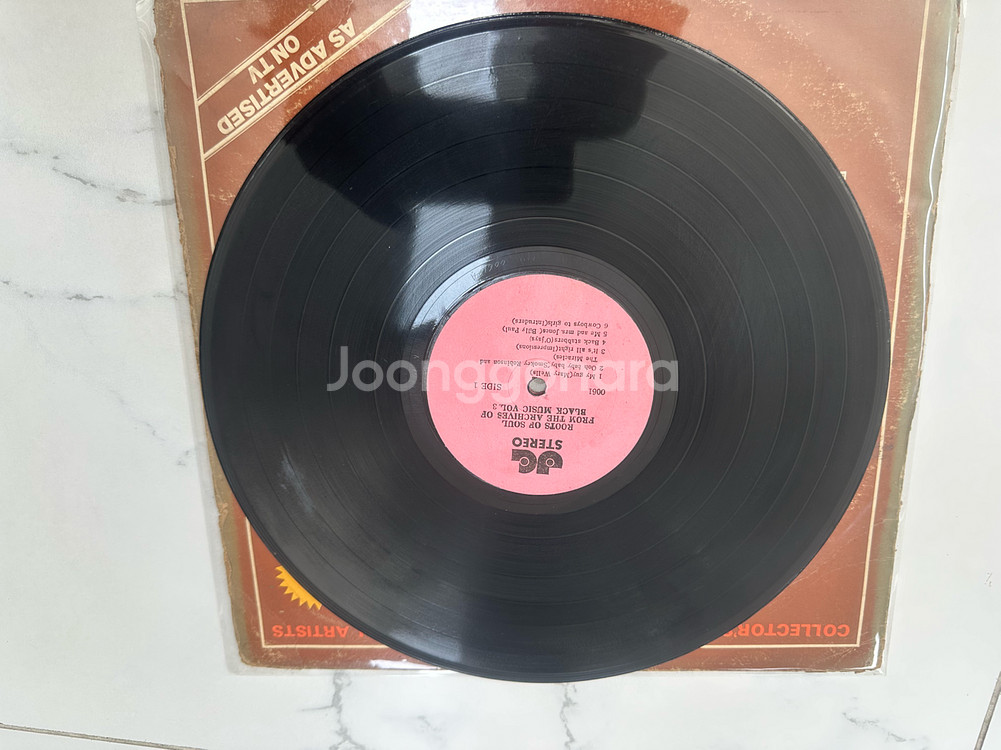 AS ADVERTISED
ON TV
STEREO
ROOTS OF SOUL
FROM THE ARCHIVES OF
BLACK MUSIC VOL.3
0061 SIDE 1
1 My guy(Mary Wells)
2 Ooh baby baby(Smokey Robinson and
The Miracles)
3 It's all right(Impressions)
4 Back stabbers(O'jays)
5 Me and mrs. Jones( Billy Paul)
6 Cowboys to girls(Intruders)
Joonggonara
COLLECTOR'S
ARTISTS